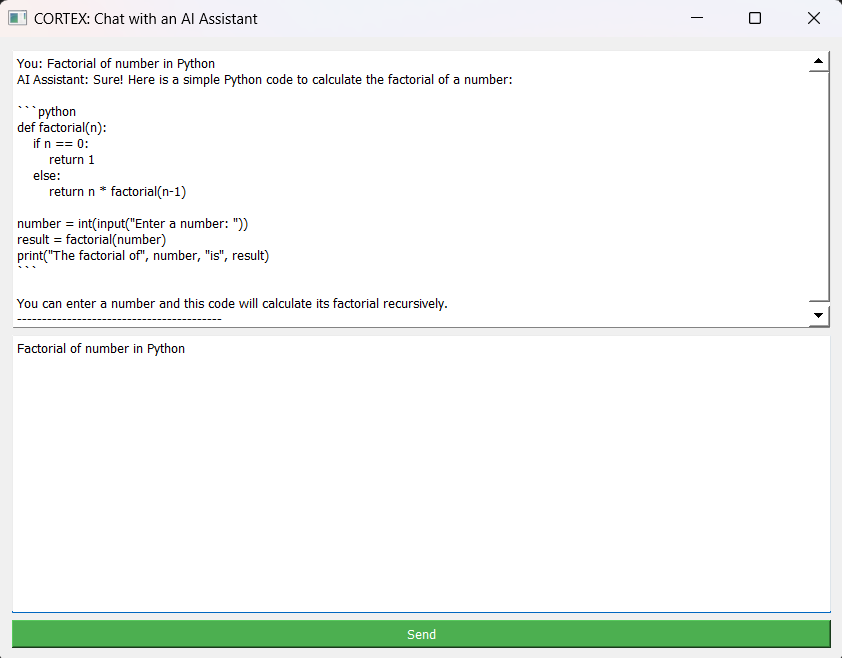 CORTEX: Chat with an AI Assistant
You: Factorial of number in Python
AI Assistant: Sure! Here is a simple Python code to calculate the factorial of a number:

```python
def factorial(n):
    if n == 0:
        return 1
    else:
        return n * factorial(n-1)

number = int(input("Enter a number: "))
result = factorial(number)
print("The factorial of", number, "is", result)
```

You can enter a number and this code will calculate its factorial recursively.
-----------------------------------------
Factorial of number in Python
Send